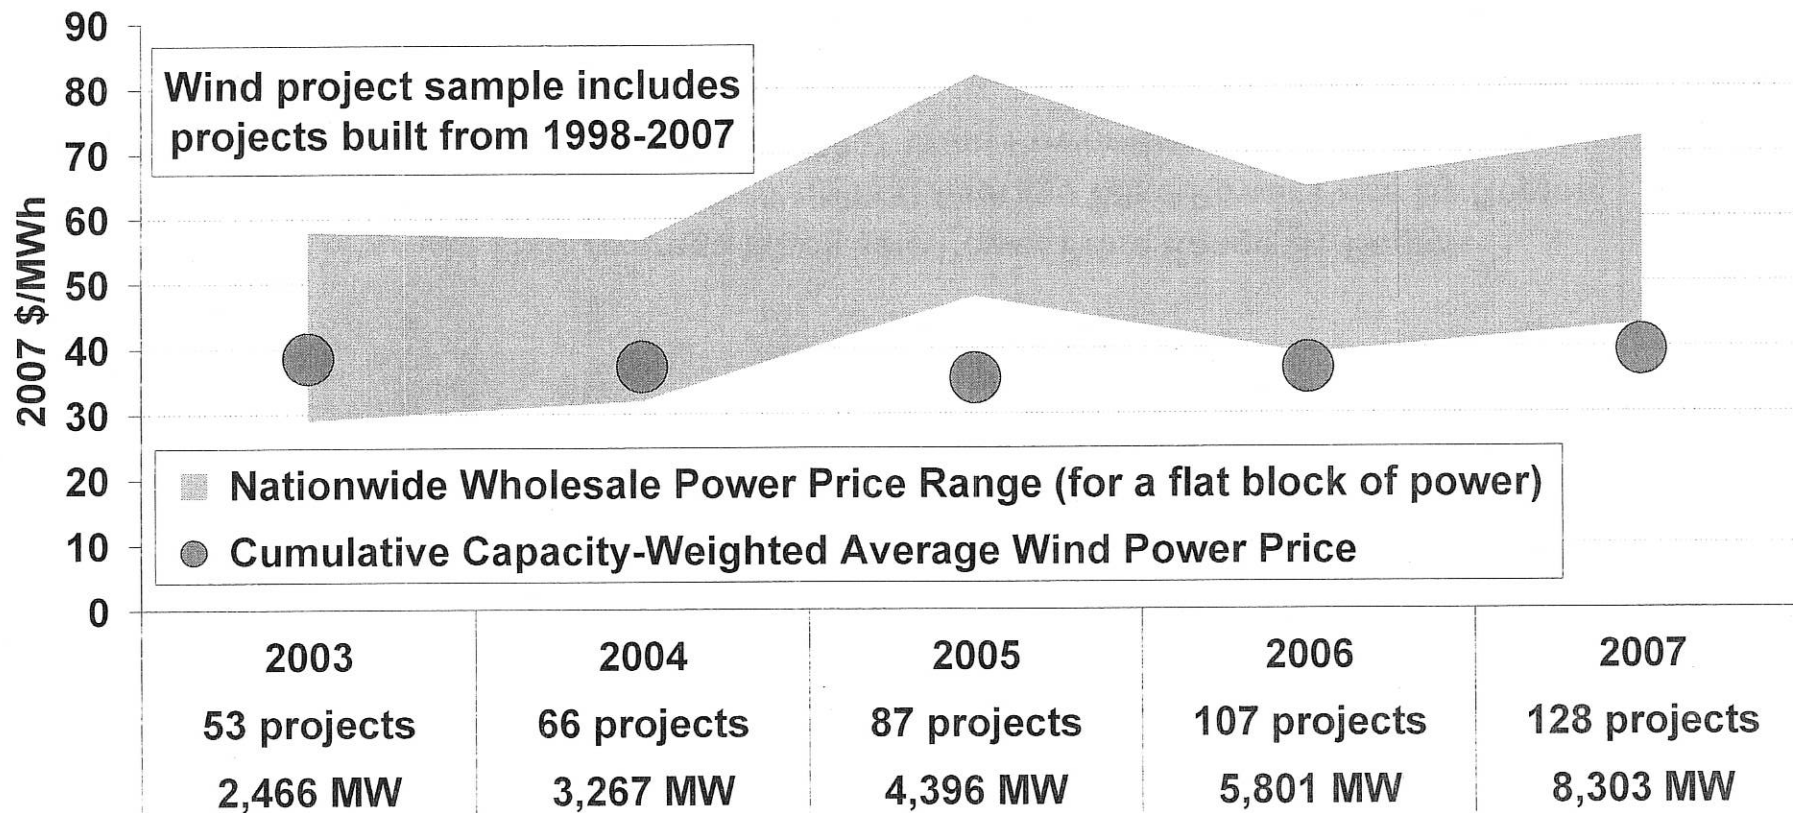 90
80
70
60
50
40
30
20
10
0
2007 $/MWh
Wind project sample includes
projects built from 1998-2007
Nationwide Wholesale Power Price Range (for a flat block of power)
Cumulative Capacity-Weighted Average Wind Power Price
2003 2004 2005 2006 2007
53 projects 66 projects 87 projects 107 projects 128 projects
2,466 MW 3,267 MW 4,396 MW 5,801 MW 8,303 MW